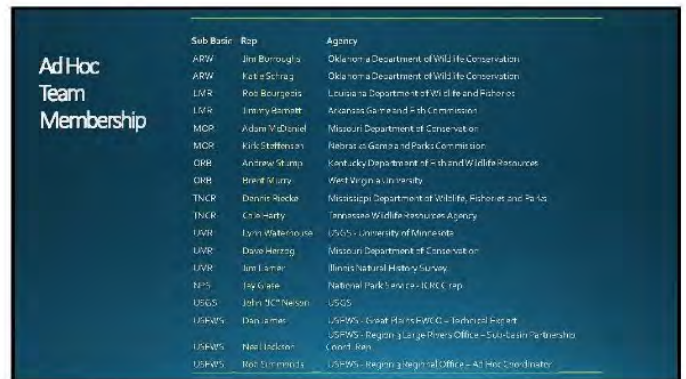 Ad Hoc
Team
Membership
Sub Basin Rep Agency
ARW Jim Burroughs Oklahoma Department of Wildlife Conservation
ARW Katie Schrag Oklahoma Department of Wildlife Conservation
LMR Rob Bourgeois Louisiana Department of Wildlife and Fisheries
LMR Jimmy Barnett Arkansas Game and Fish Commission
MOR Adam McDaniel Missouri Department of Conservation
MOR Kirk Steffensen Nebraska Game and Parks Commission
ORB Andrew Stump Kentucky Department of Fish and Wildlife Resources
ORB Brent Murry West Virginia University
TNCR Dennis Riecke Mississippi Department of Wildlife, Fisheries and Parks
TNCR Cole Harty Tennessee Wildlife Resources Agency
UMR Lynn Waterhouse USGS - University of Minnesota
UMR Dave Herzog Missouri Department of Conservation
UMR Jim Lamer Illinois Natural History Survey
NPS Jay Glase National Park Service - ICRCC rep
USGS John "JC" Nelson USGS
USFWS Dan James USFWS - Great Plains FWCO – Technical Expert
USFWS - Region 3 Large Rivers Office – Sub-basin Partnership
USFWS Neal Jackson Coord. Rep
USFWS Rob Simmonds USFWS - Region 3 Regional Office – Ad Hoc Coordinator